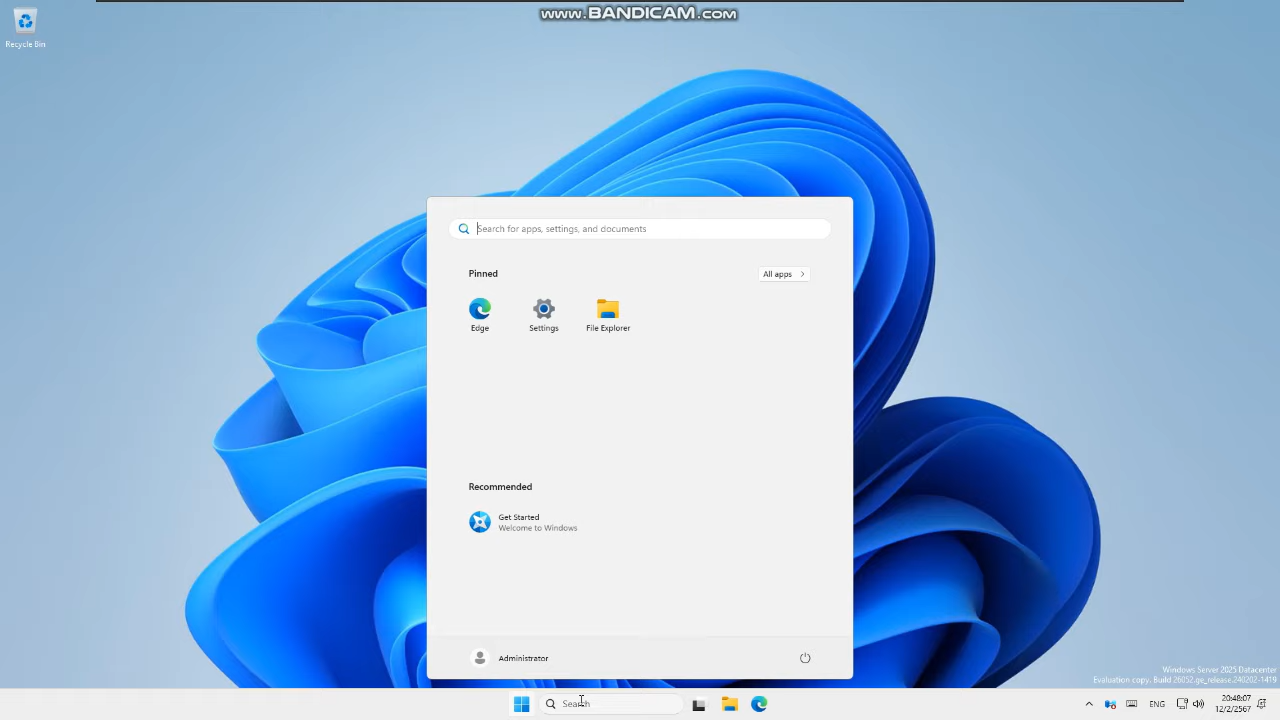 www.BANDICAM.com
Recycle Bin
Search for apps, settings, and documents
Pinned
All apps
Edge
Settings
File Explorer
Recommended
Get Started
Welcome to Windows
Administrator
Windows Server 2025 Datacenter
Evaluation copy. Build 26052.ge_release.240202-1419
Search
ENG
20:48:07
12/2/2567